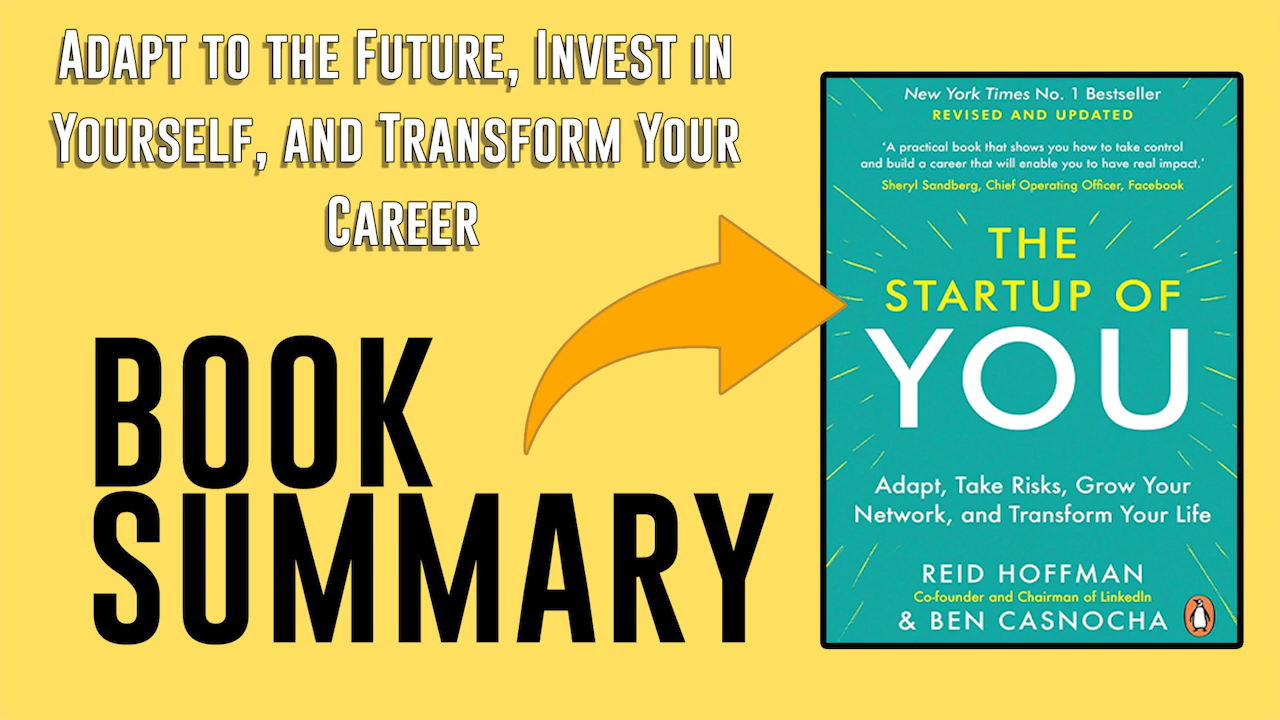 Adapt to the Future, Invest in
Yourself, and Transform Your
Career
BOOK
SUMMARY
New York Times No. 1 Bestseller
REVISED AND UPDATED
'A practical book that shows you how to take control
and build a career that will enable you to have real impact.'
Sheryl Sandberg, Chief Operating Officer, Facebook
THE
STARTUP OF
YOU
Adapt, Take Risks, Grow Your
Network, and Transform Your Life
REID HOFFMAN
Co-founder and Chairman of LinkedIn
& BEN CASNOCHA